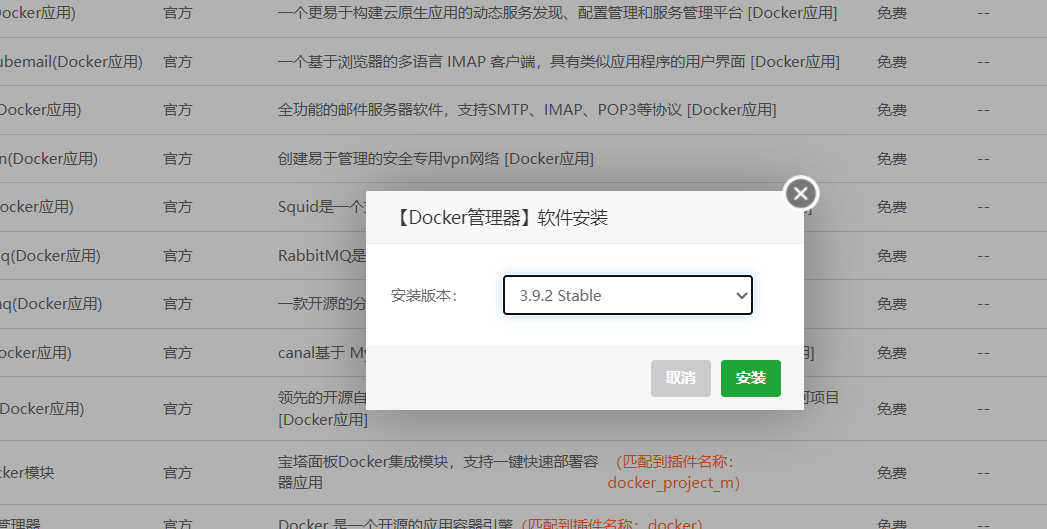 Docker应用) 官方 一个更易于构建云原生应用的动态服务发现、配置管理和服务管理平台 [Docker应用] 免费 --
ubemail(Docker应用) 官方 一个基于浏览器的多语言 IMAP 客户端，具有类似应用程序的用户界面 [Docker应用] 免费 --
Docker应用) 官方 全功能的邮件服务器软件，支持SMTP、IMAP、POP3等协议 [Docker应用] 免费 --
n(Docker应用) 官方 创建易于管理的安全专用vpn网络 [Docker应用] 免费 --
ocker应用) 官方 Squid是一个 免费 --
【Docker管理器】软件安装
q(Docker应用) 官方 RabbitMQ是 免费 --
安装版本： 3.9.2 Stable
nq(Docker应用) 官方 一款开源的分 免费 --
ocker应用) 官方 canal基于 My 用] 免费 --
取消 安装
(Docker应用) 官方 领先的开源自 项目 免费 --
[Docker应用]
cker模块 官方 宝塔面板Docker集成模块，支持一键快速部署容 （匹配到插件名称： 免费 --
器应用 docker_project_m）
管理器 官方 Docker 是一个开源的应用容器引擎（匹配到插件名称：docker） 免费 --